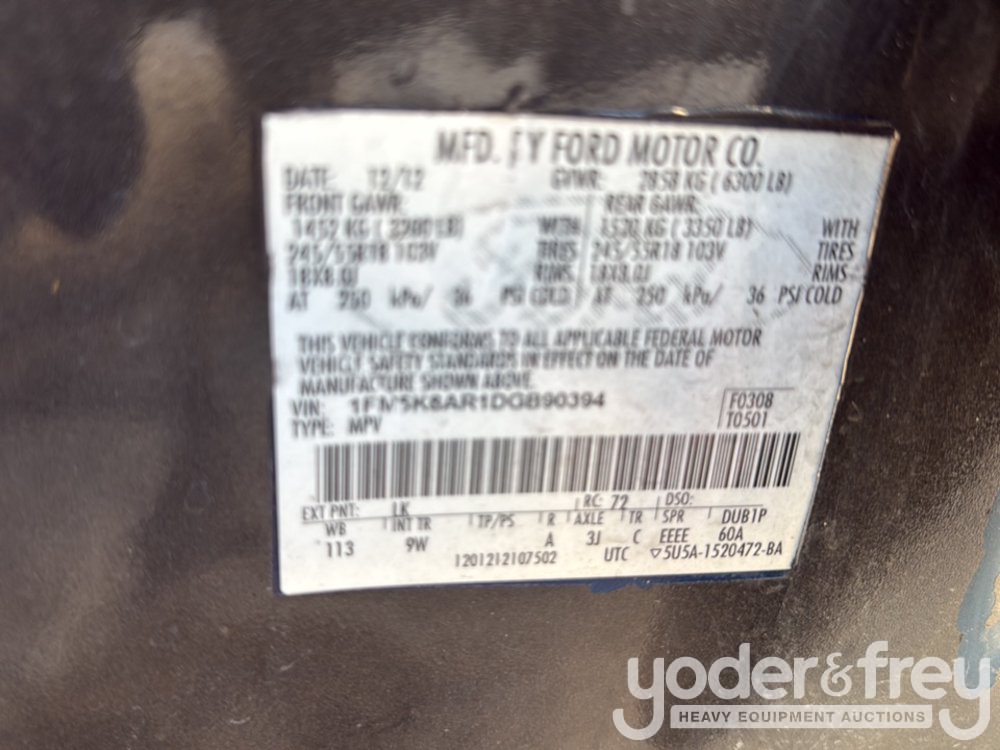 MFD. BY FORD MOTOR CO.
DATE: 12/12 GVWR: 2858 KG ( 6300 LB)
FRONT GAWR: REAR GAWR:
1452 KG ( 3200 LB) WITH 1520 KG ( 3350 LB) WITH
245/55R18 103V TIRES 245/55R18 103V TIRES
18X8.0J RIMS 18X8.0J RIMS
AT 250 kPa/ 36 PSI COLD AT 250 kPa/ 36 PSI COLD
THIS VEHICLE CONFORMS TO ALL APPLICABLE FEDERAL MOTOR
VEHICLE SAFETY STANDARDS IN EFFECT ON THE DATE OF
MANUFACTURE SHOWN ABOVE.
VIN: 1FM5K8AR1DGB90394 F0308
TYPE: MPV T0501
EXT PNT: LK RC: 72 DSO:
WB INT TR TP/PS R AXLE TR SPR DUB1P
113 9W A 3J C EEEE 60A
1201212107502 UTC ▽5U5A-1520472-BA
yoder&frey
HEAVY EQUIPMENT AUCTIONS